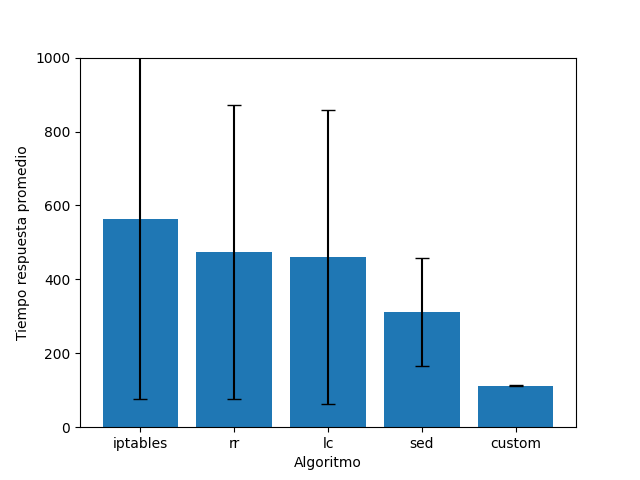 1000
800
600
400
200
0
Tiempo respuesta promedio
iptables
rr
lc
sed
custom
Algoritmo